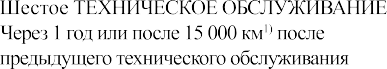 Шестое ТЕХНИЧЕСКОЕ ОБСЛУЖИВАНИЕ
Через 1 год или после 15 000 км¹⁾ после
предыдущего технического обслуживания